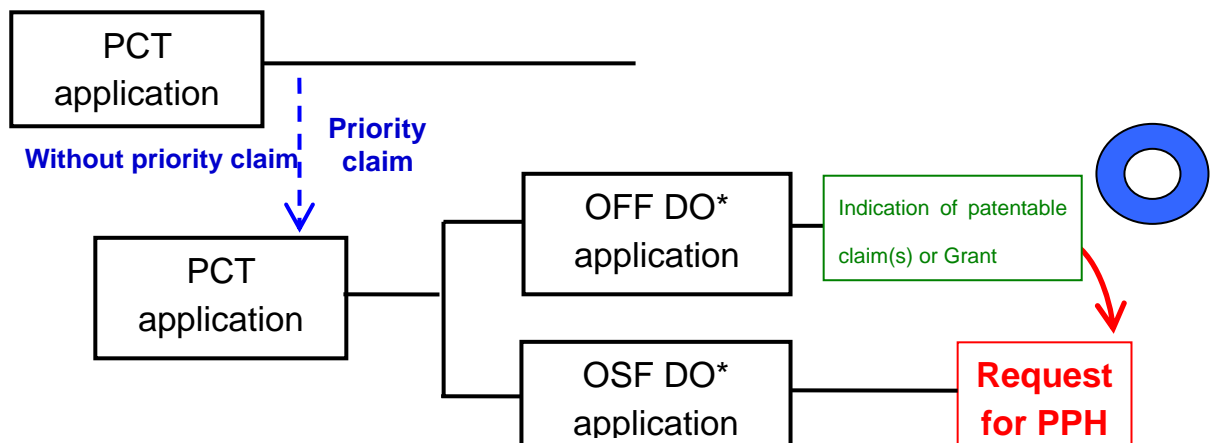 PCT
application
Without priority claim
Priority
claim
PCT
application
OFF DO*
application
Indication of patentable
claim(s) or Grant
OSF DO*
application
Request
for PPH